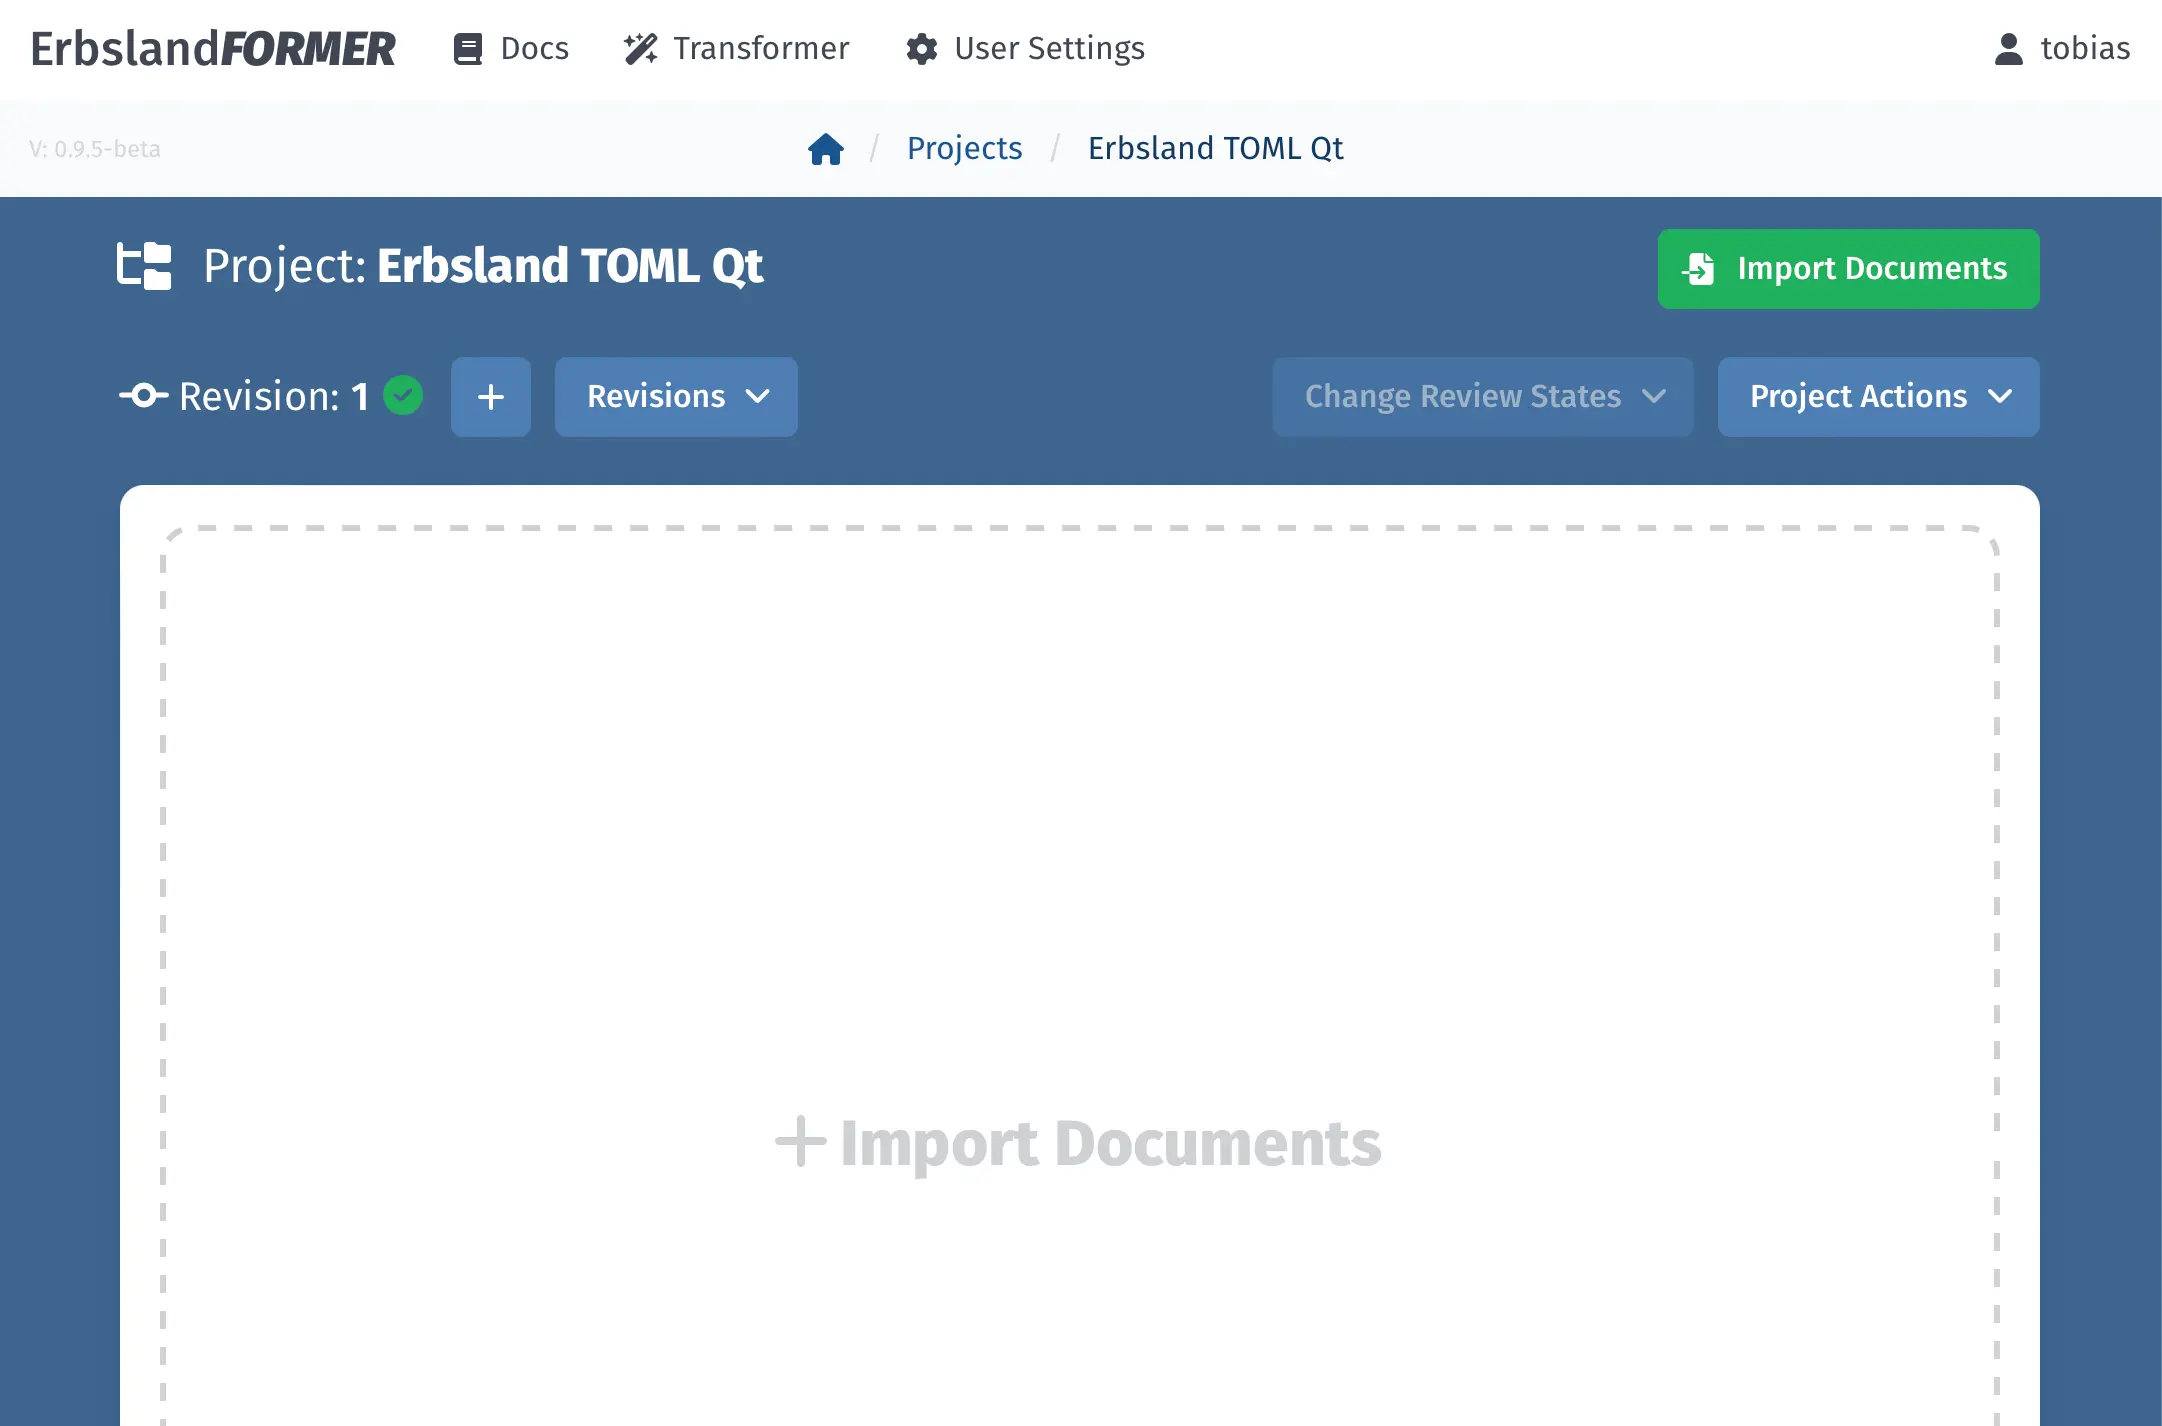 ErbslandFORMER Docs Transformer User Settings tobias
V: 0.9.5-beta / Projects / Erbsland TOML Qt
Project: Erbsland TOML Qt Import Documents
Revision: 1 + Revisions Change Review States Project Actions
+ Import Documents